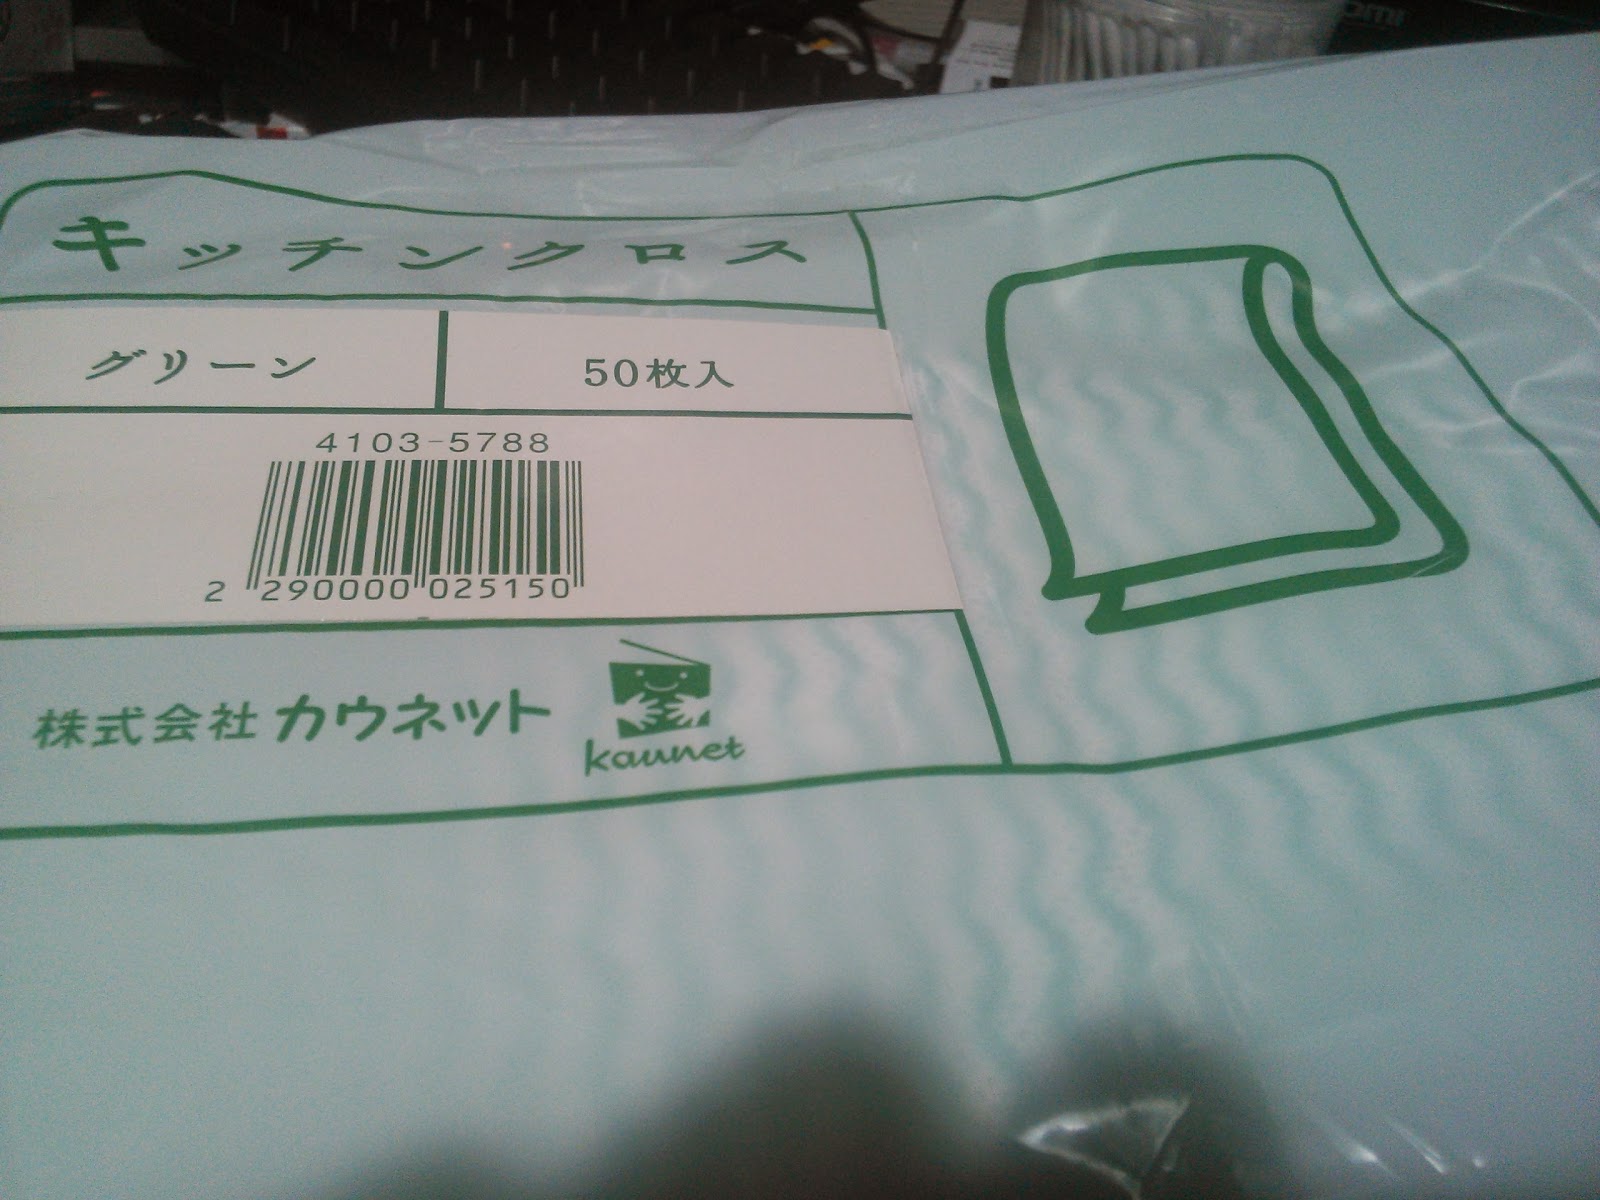 キッチンクロス
グリーン
50枚入
4103-5788
2 290000 025150
株式会社カウネット
kaunet